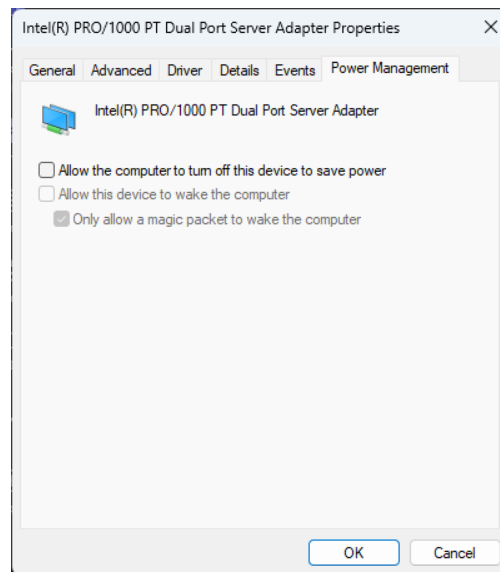 Intel(R) PRO/1000 PT Dual Port Server Adapter Properties
General Advanced Driver Details Events Power Management
Intel(R) PRO/1000 PT Dual Port Server Adapter
Allow the computer to turn off this device to save power
Allow this device to wake the computer
Only allow a magic packet to wake the computer
OK Cancel